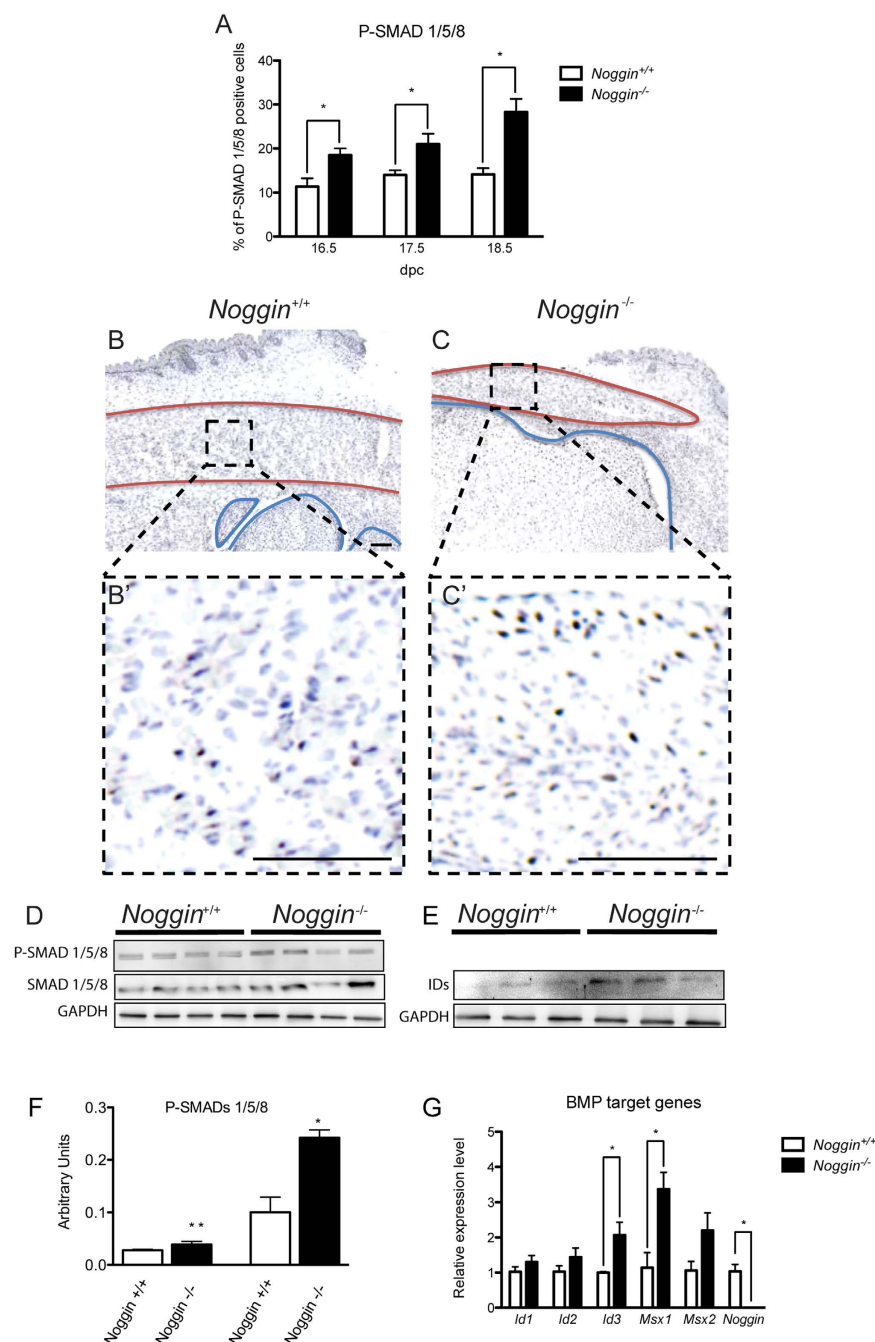 A
P-SMAD 1/5/8
% of P-SMAD 1/5/8 positive cells
40
30
20
10
0
*
*
*
16.5
17.5
18.5
dpc
Noggin+/+
Noggin-/-
Noggin+/+
Noggin-/-
B
C
B'
C'
D
Noggin+/+
Noggin-/-
P-SMAD 1/5/8
SMAD 1/5/8
GAPDH
E
Noggin+/+
Noggin-/-
IDs
GAPDH
F
P-SMADs 1/5/8
Arbitrary Units
0.3
0.2
0.1
0.0
**
*
Noggin +/+
Noggin -/-
Noggin +/+
Noggin -/-
G
BMP target genes
Relative expression level
5
4
3
2
1
0
*
*
*
Id1
Id2
Id3
Msx1
Msx2
Noggin
Noggin+/+
Noggin-/-